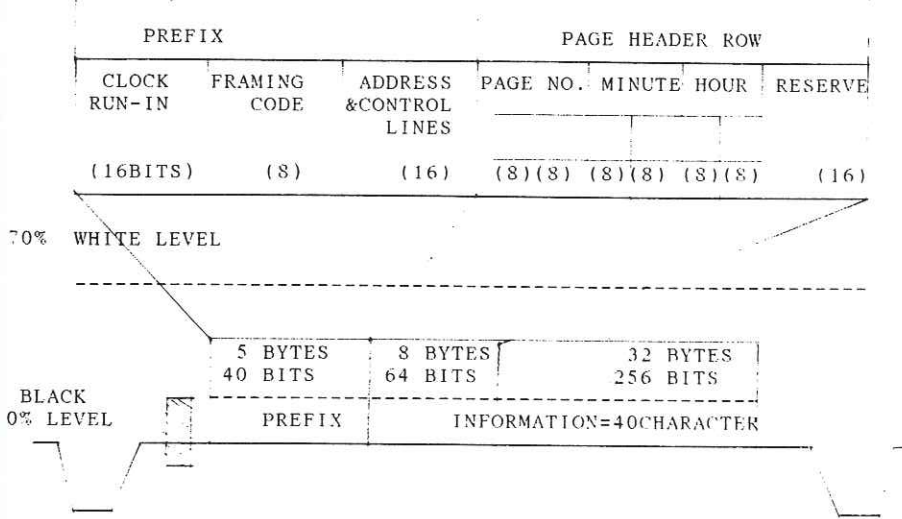 PREFIX PAGE HEADER ROW
CLOCK FRAMING ADDRESS PAGE NO. MINUTE HOUR RESERVE
RUN-IN CODE &CONTROL
LINES
(16BITS) (8) (16) (8)(8) (8)(8) (8)(8) (16)
70% WHITE LEVEL
5 BYTES 8 BYTES 32 BYTES
40 BITS 64 BITS 256 BITS
BLACK
0% LEVEL PREFIX INFORMATION=40CHARACTER